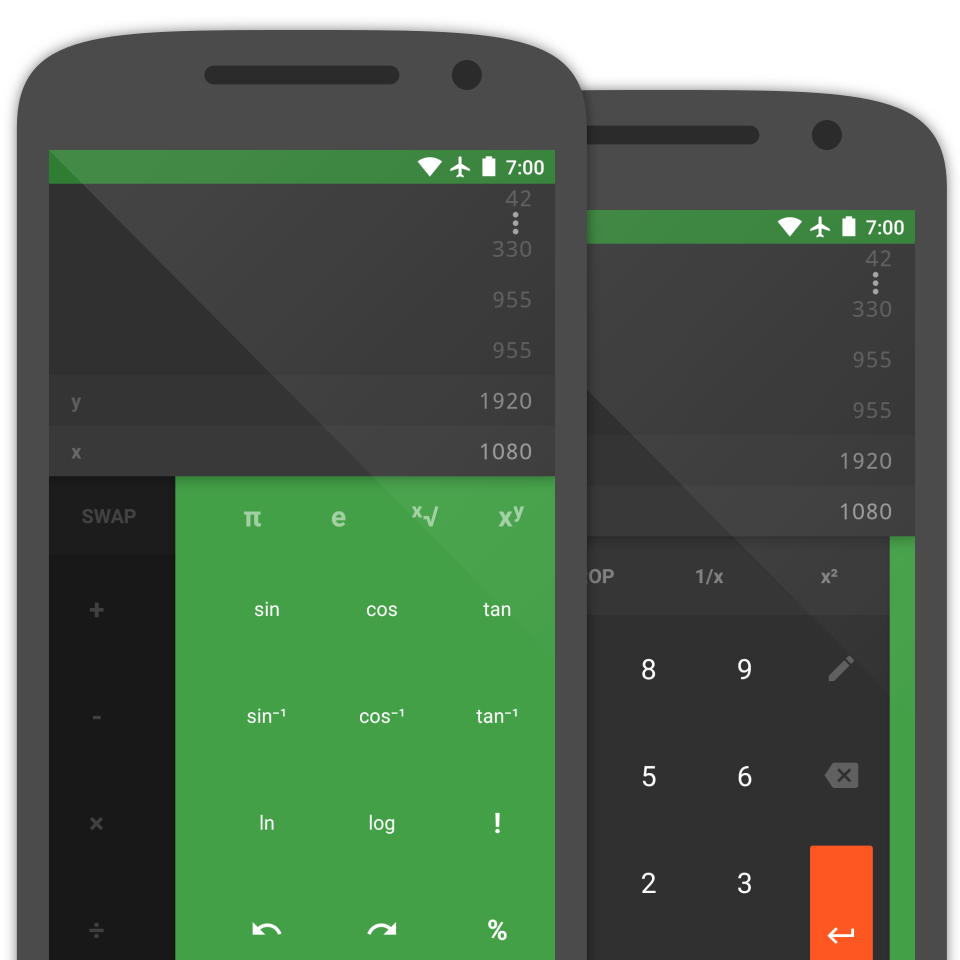 7:00
42
330
955
955
y 1920
x 1080
SWAP π e ˣ√ xʸ
+ sin cos tan
- sin⁻¹ cos⁻¹ tan⁻¹
× ln log !
÷ %
7:00
42
330
955
955
1920
1080
OP 1/x x²
8 9
5 6
2 3